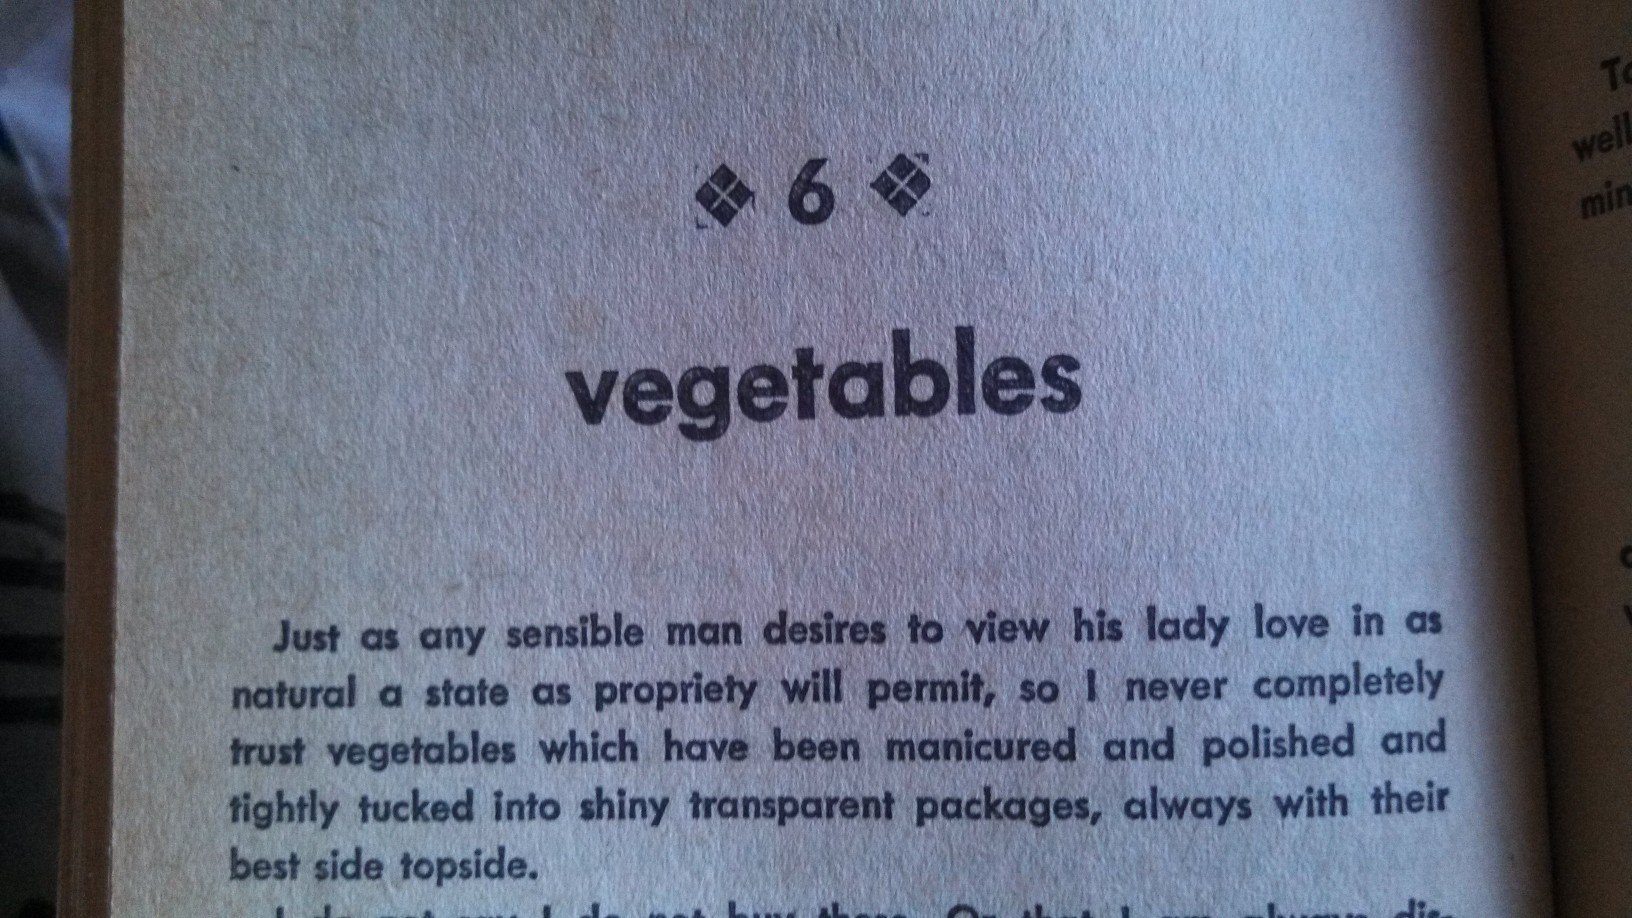 6
vegetables
Just as any sensible man desires to view his lady love in as
natural a state as propriety will permit, so I never completely
trust vegetables which have been manicured and polished and
tightly tucked into shiny transparent packages, always with their
best side topside.